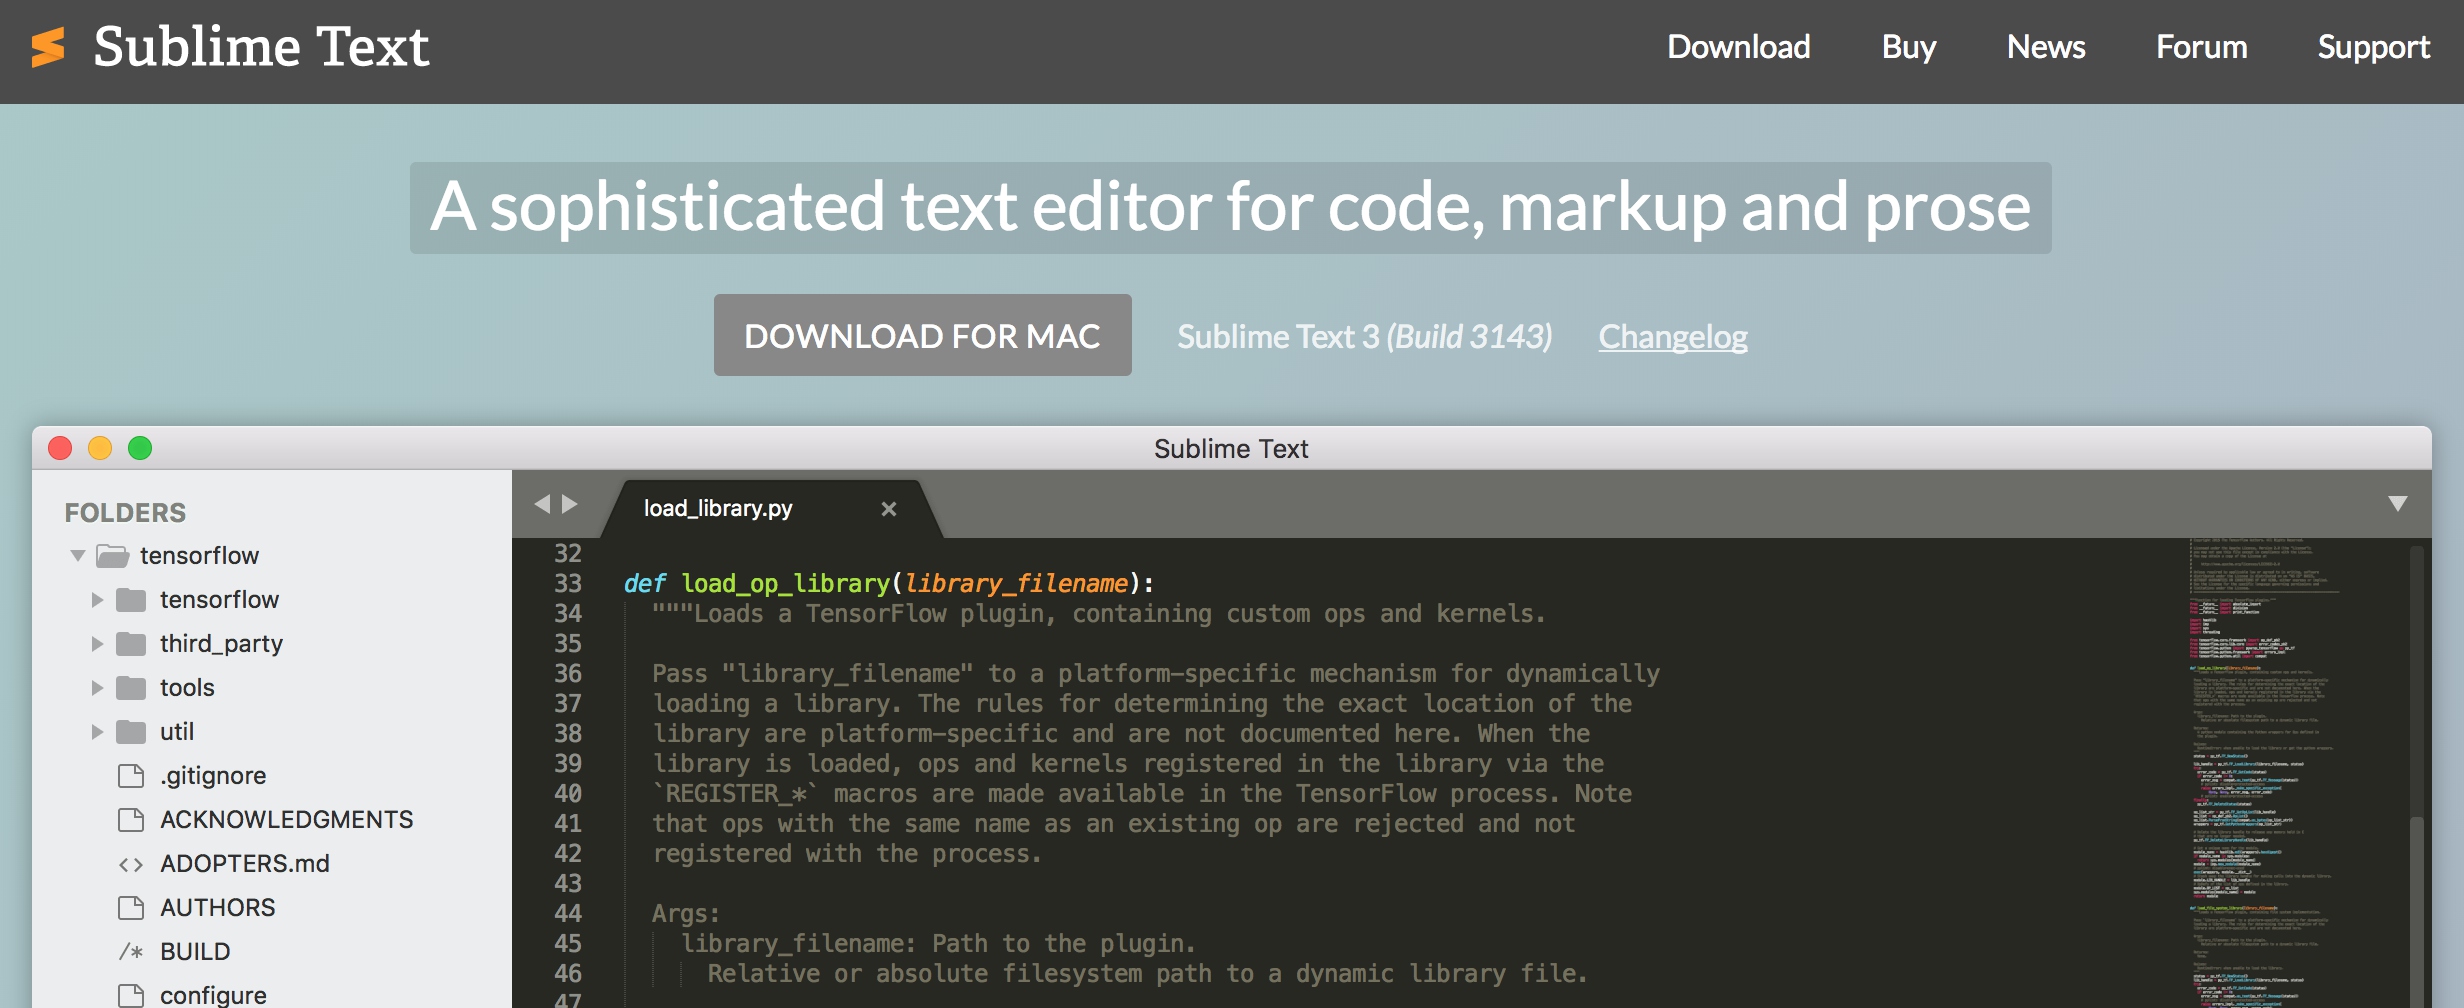 Sublime Text
Download Buy News Forum Support
A sophisticated text editor for code, markup and prose
DOWNLOAD FOR MAC Sublime Text 3 (Build 3143) Changelog
Sublime Text
FOLDERS
tensorflow
tensorflow
third_party
tools
util
.gitignore
ACKNOWLEDGMENTS
ADOPTERS.md
AUTHORS
/* BUILD
configure
load_library.py
32
33 def load_op_library(library_filename):
34 """Loads a TensorFlow plugin, containing custom ops and kernels.
35
36 Pass "library_filename" to a platform-specific mechanism for dynamically
37 loading a library. The rules for determining the exact location of the
38 library are platform-specific and are not documented here. When the
39 library is loaded, ops and kernels registered in the library via the
40 `REGISTER_*` macros are made available in the TensorFlow process. Note
41 that ops with the same name as an existing op are rejected and not
42 registered with the process.
43
44 Args:
45 library_filename: Path to the plugin.
46 Relative or absolute filesystem path to a dynamic library file.
47